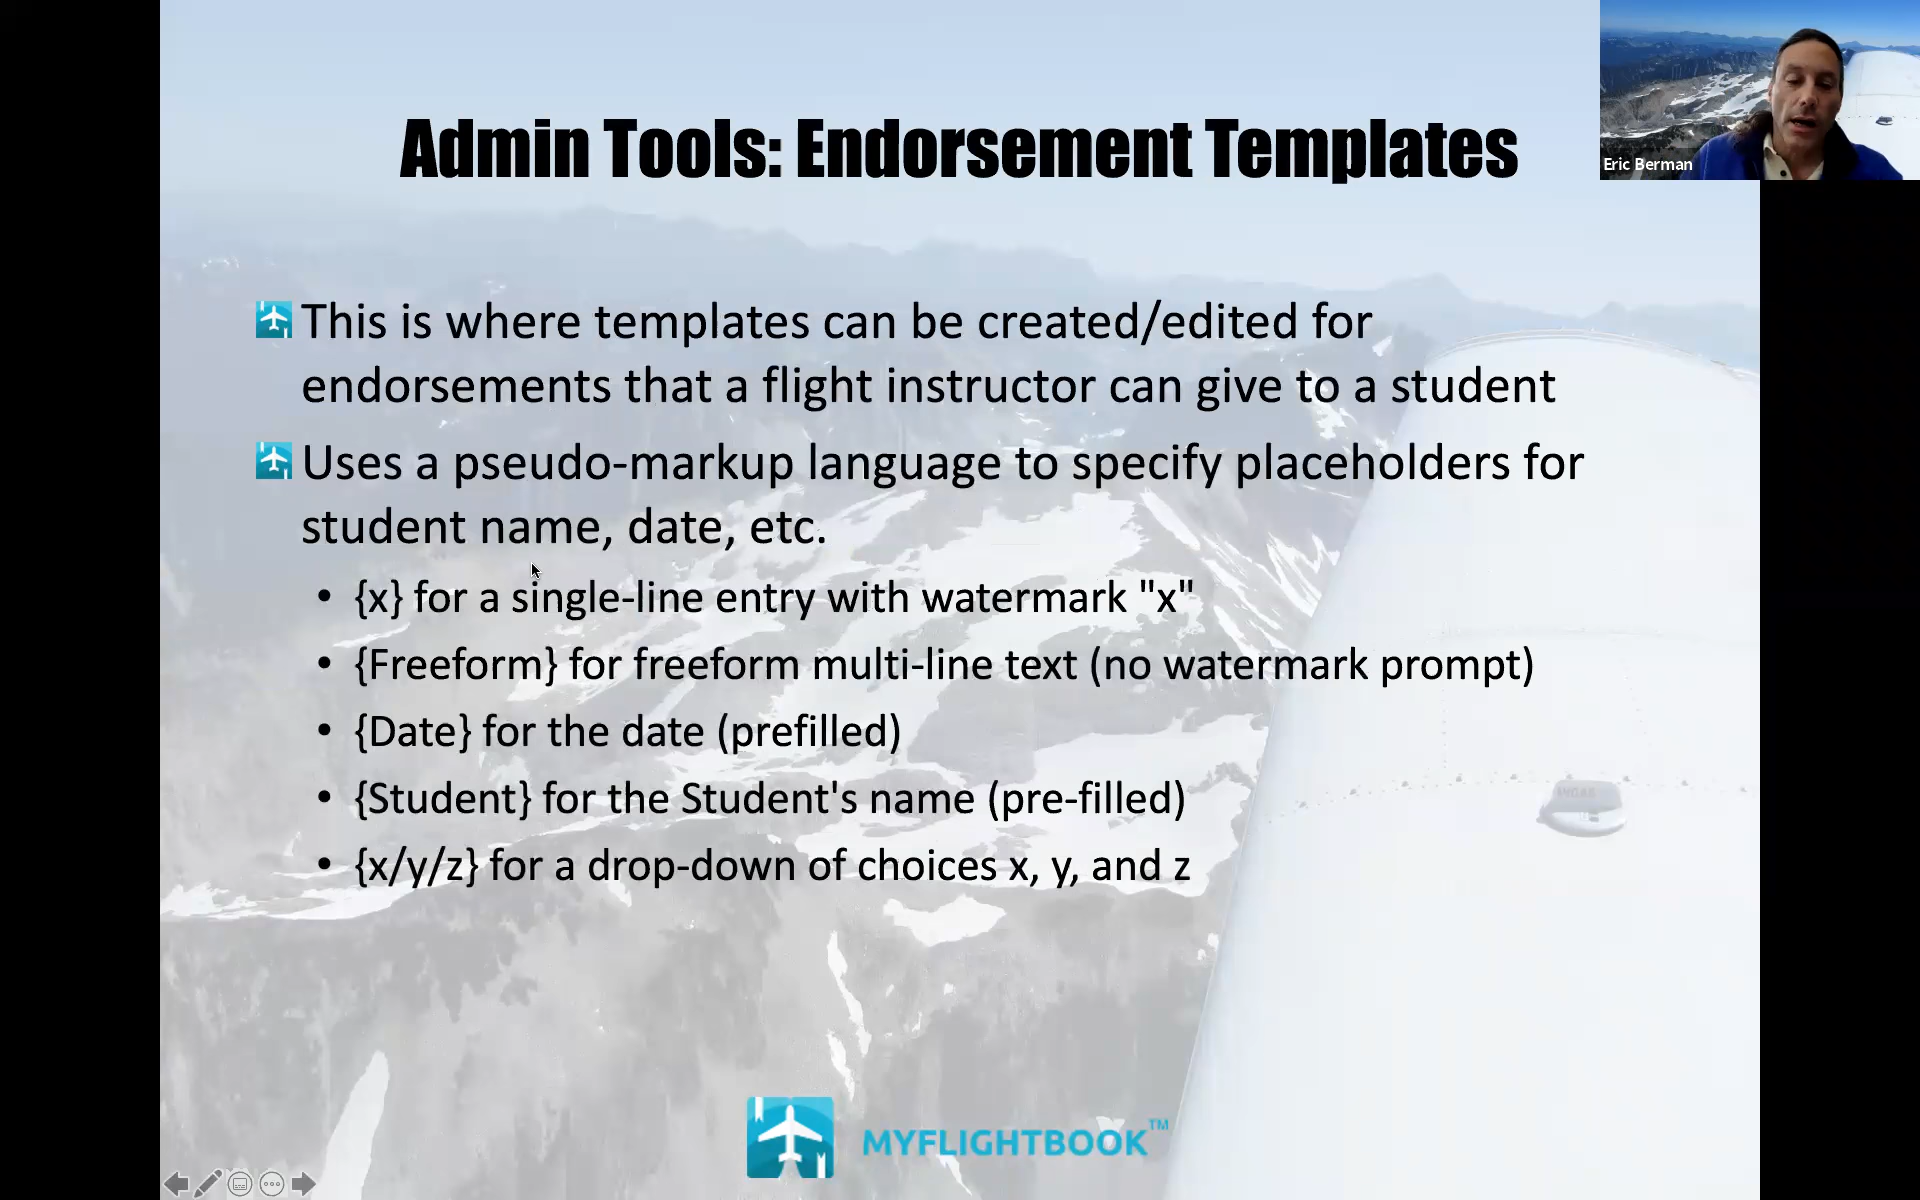 Admin Tools: Endorsement Templates
Eric Berman
This is where templates can be created/edited for
endorsements that a flight instructor can give to a student
Uses a pseudo-markup language to specify placeholders for
student name, date, etc.
• {x} for a single-line entry with watermark "x"
• {Freeform} for freeform multi-line text (no watermark prompt)
• {Date} for the date (prefilled)
• {Student} for the Student's name (pre-filled)
• {x/y/z} for a drop-down of choices x, y, and z
MYFLIGHTBOOK™